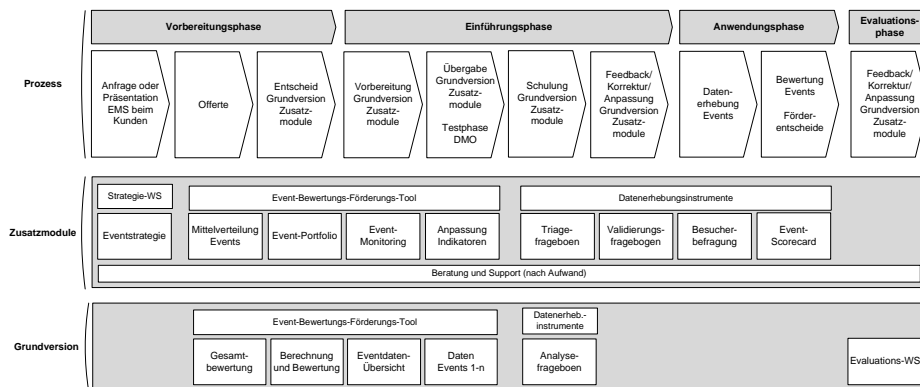 Vorbereitungsphase
Einführungsphase
Anwendungsphase
Evaluations-
phase
Prozess
Anfrage oder
Präsentation
EMS beim
Kunden
Offerte
Entscheid
Grundversion
Zusatz-
module
Vorbereitung
Grundversion
Zusatz-
module
Übergabe
Grundversion
Zusatz-
module
Testphase
DMO
Schulung
Grundversion
Zusatz-
module
Feedback/
Korrektur/
Anpassung
Grundversion
Zusatz-
module
Daten-
erhebung
Events
Bewertung
Events
Förder-
entscheide
Feedback/
Korrektur/
Anpassung
Grundversion
Zusatz-
module
Zusatzmodule
Strategie-WS
Event-Bewertungs-Förderungs-Tool
Datenerhebungsinstrumente
Eventstrategie
Mittelverteilung
Events
Event-Portfolio
Event-
Monitoring
Anpassung
Indikatoren
Triage-
frageboen
Validierungs-
fragebogen
Besucher-
befragung
Event-
Scorecard
Beratung und Support (nach Aufwand)
Grundversion
Event-Bewertungs-Förderungs-Tool
Datenerheb.-
instrumente
Gesamt-
bewertung
Berechnung
und Bewertung
Eventdaten-
Übersicht
Daten
Events 1-n
Analyse-
frageboen
Evaluations-WS